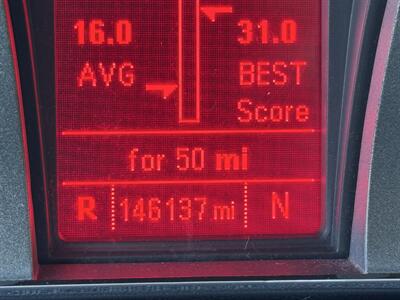 16.0 31.0
AVG BEST
Score
for 50 mi
R 146137 mi N